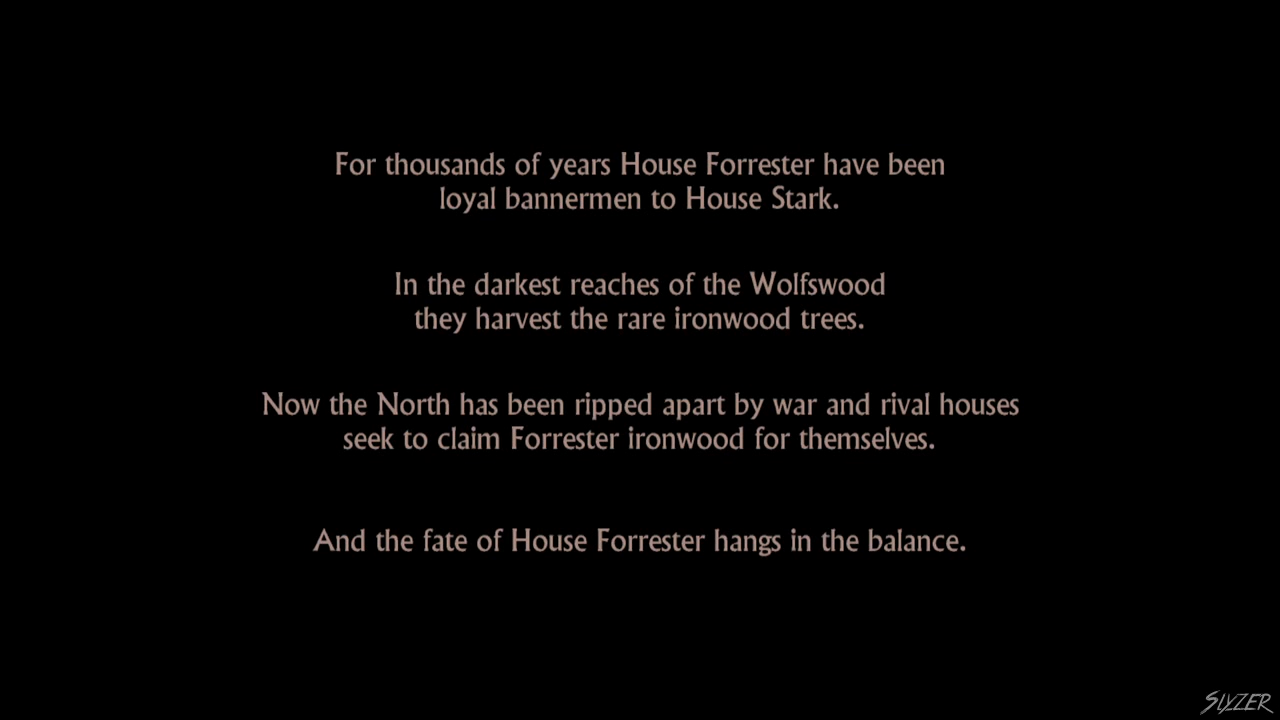 For thousands of years House Forrester have been
loyal bannermen to House Stark.
In the darkest reaches of the Wolfswood
they harvest the rare ironwood trees.
Now the North has been ripped apart by war and rival houses
seek to claim Forrester ironwood for themselves.
And the fate of House Forrester hangs in the balance.
SLYZER